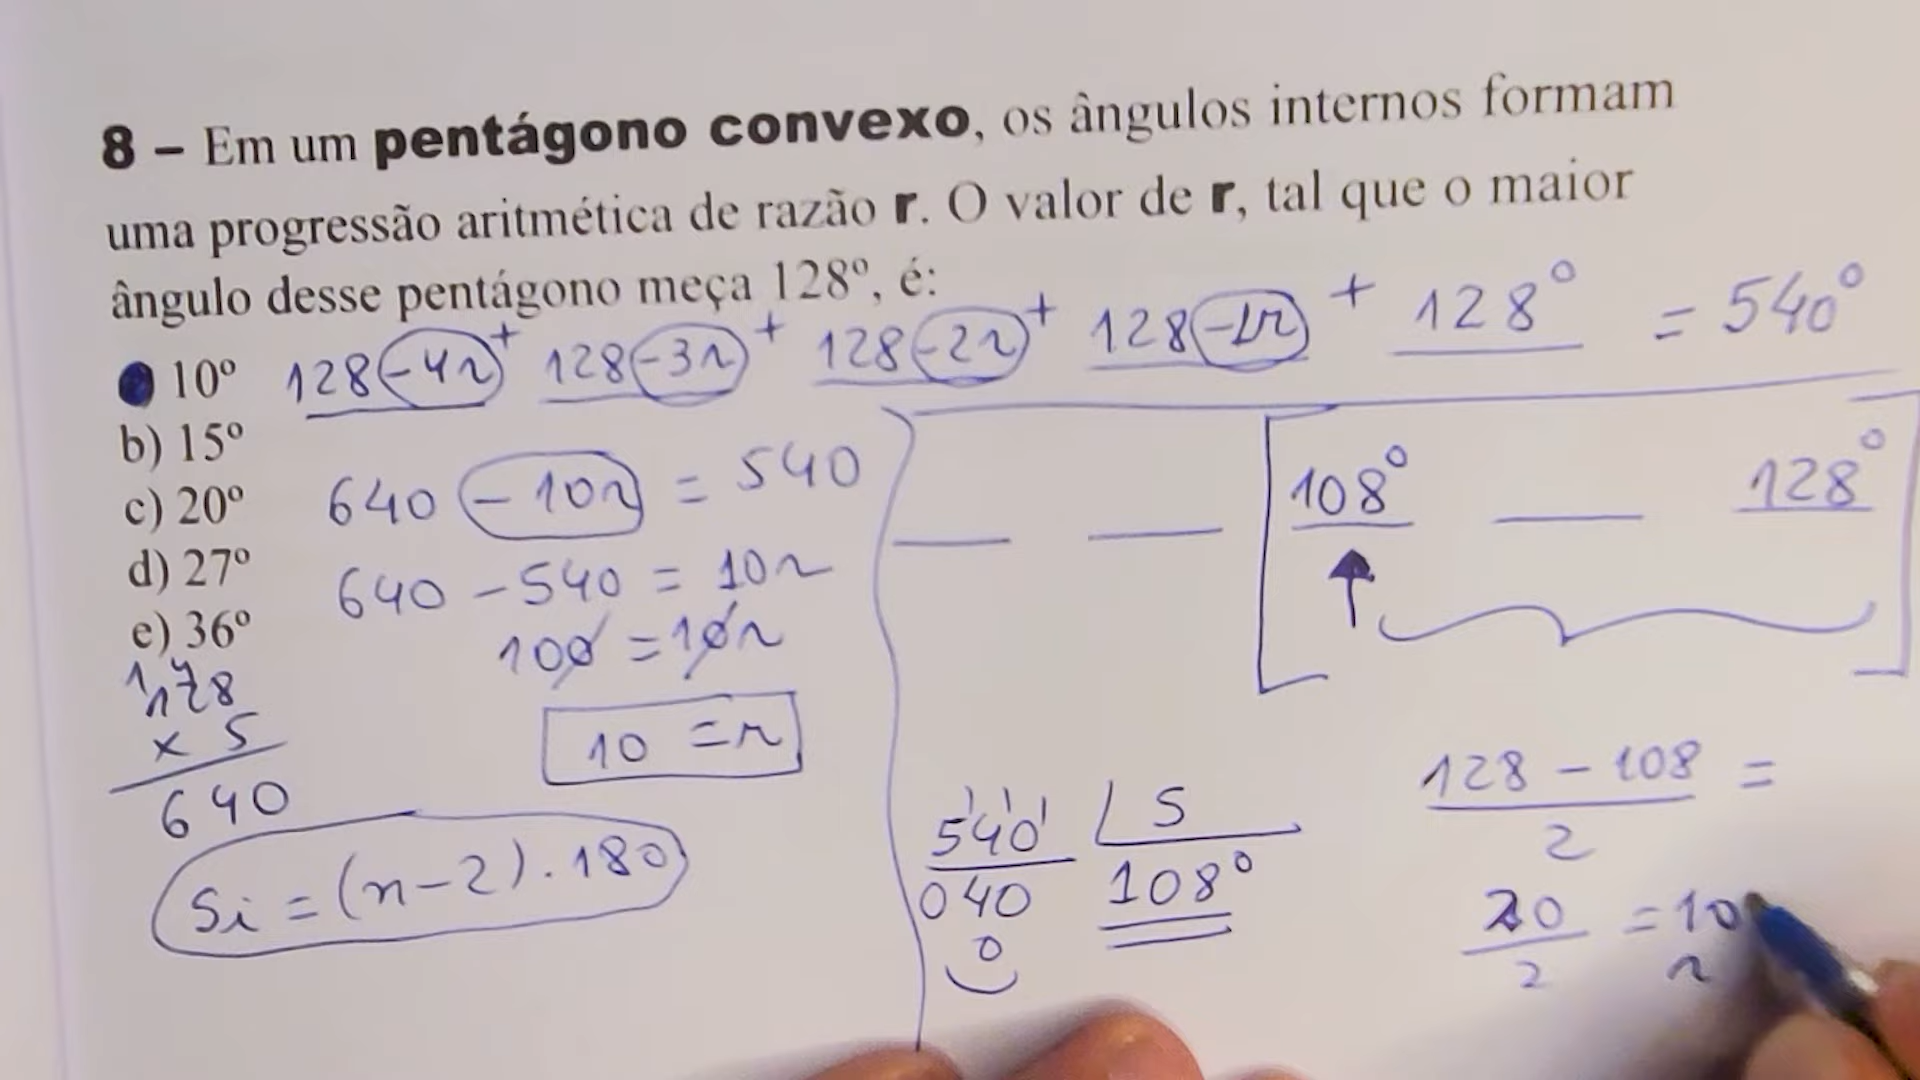 8 – Em um pentágono convexo, os ângulos internos formam
uma progressão aritmética de razão r. O valor de r, tal que o maior
ângulo desse pentágono meça 128º, é:
128-4r + 128-3r + 128-2r + 128-1r + 128° = 540°
10º
b) 15º
c) 20º
d) 27º
e) 36º
640 - 10r = 540
640 - 540 = 10r
100 = 10r
10 = r
128
x 5
640
Si = (n-2).180
108° 128°
540 5
040 108°
0
128 - 108 =
2
20 = 10
2 r